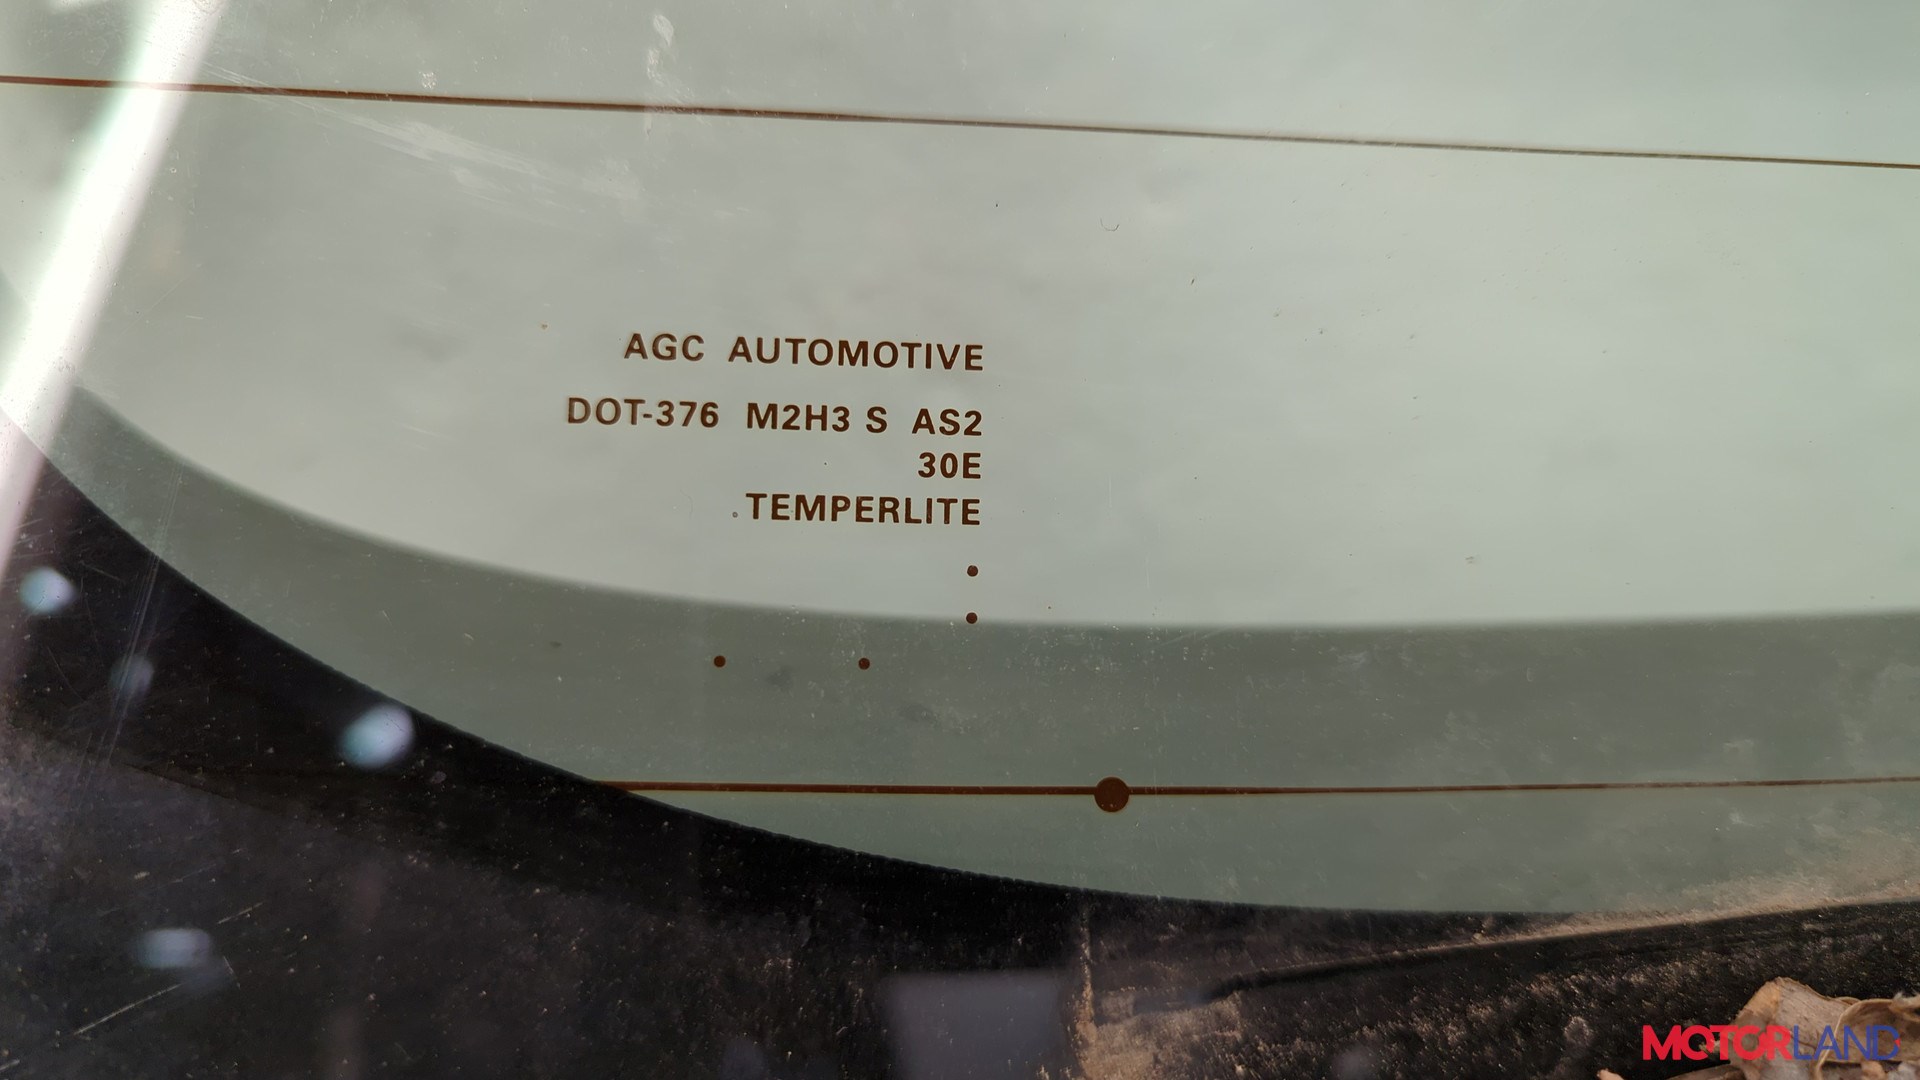 AGC AUTOMOTIVE
DOT-376 M2H3 S AS2
30E
TEMPERLITE
MOTORLAND